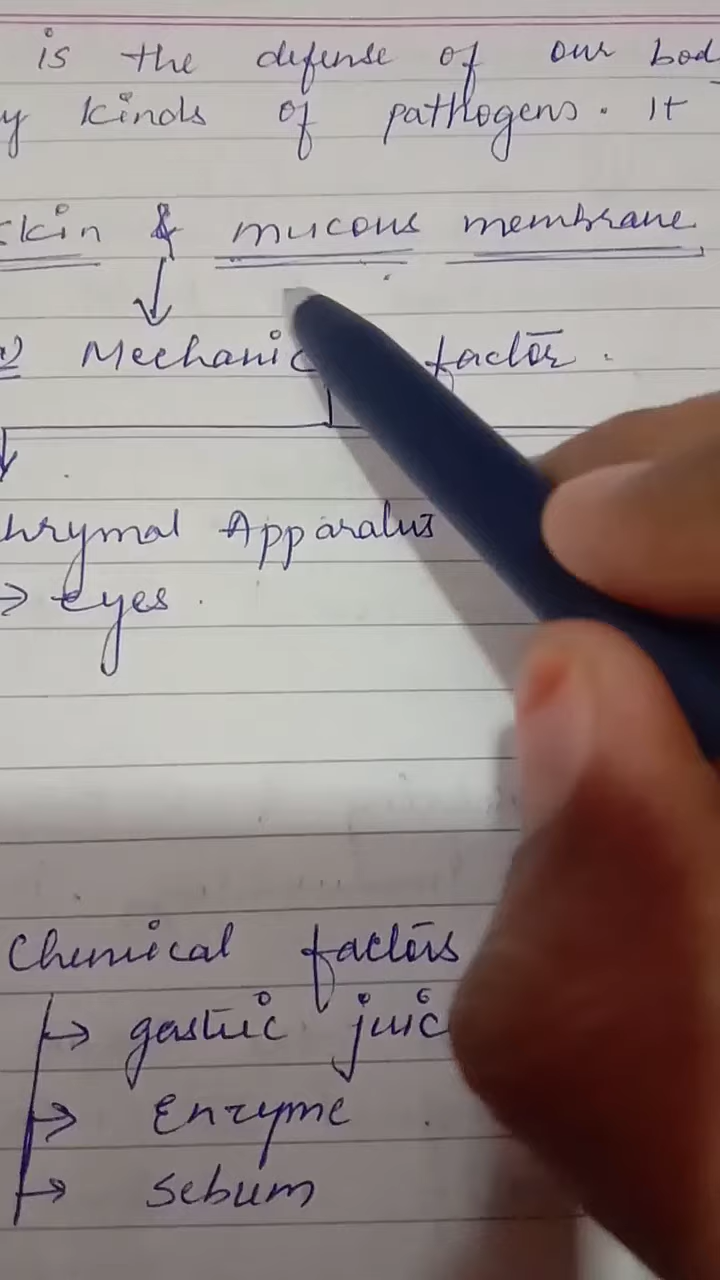 is the defense of our bod
y kinds of pathogens. It
skin & mucous membrane
Mechanic factor.
hrymal Apparatus
→ eyes.
Chemical factors
→ gastric juic
→ Enzyme
→ Sebum